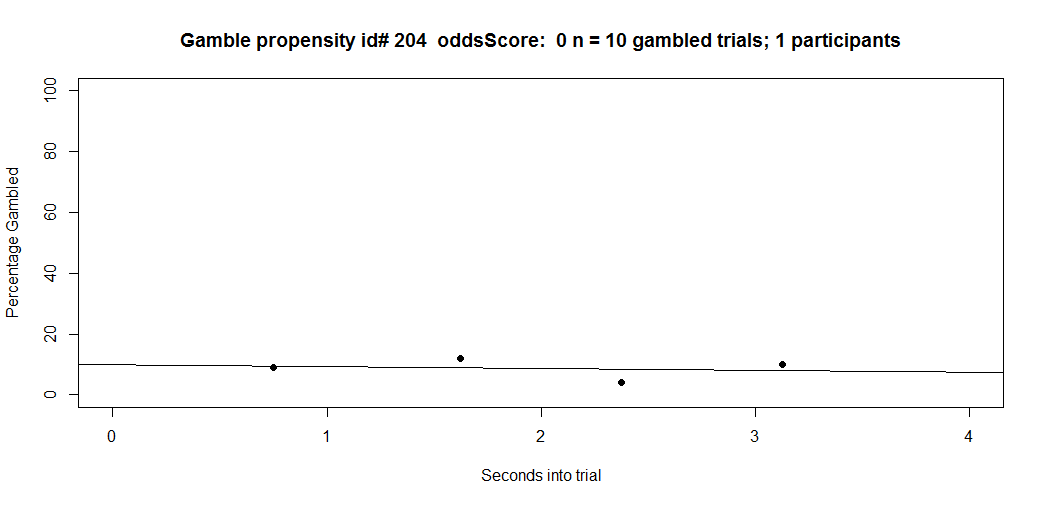 Gamble propensity id# 204  oddsScore:  0 n = 10 gambled trials; 1 participants
Percentage Gambled
100
80
60
40
20
0
0 1 2 3 4
Seconds into trial